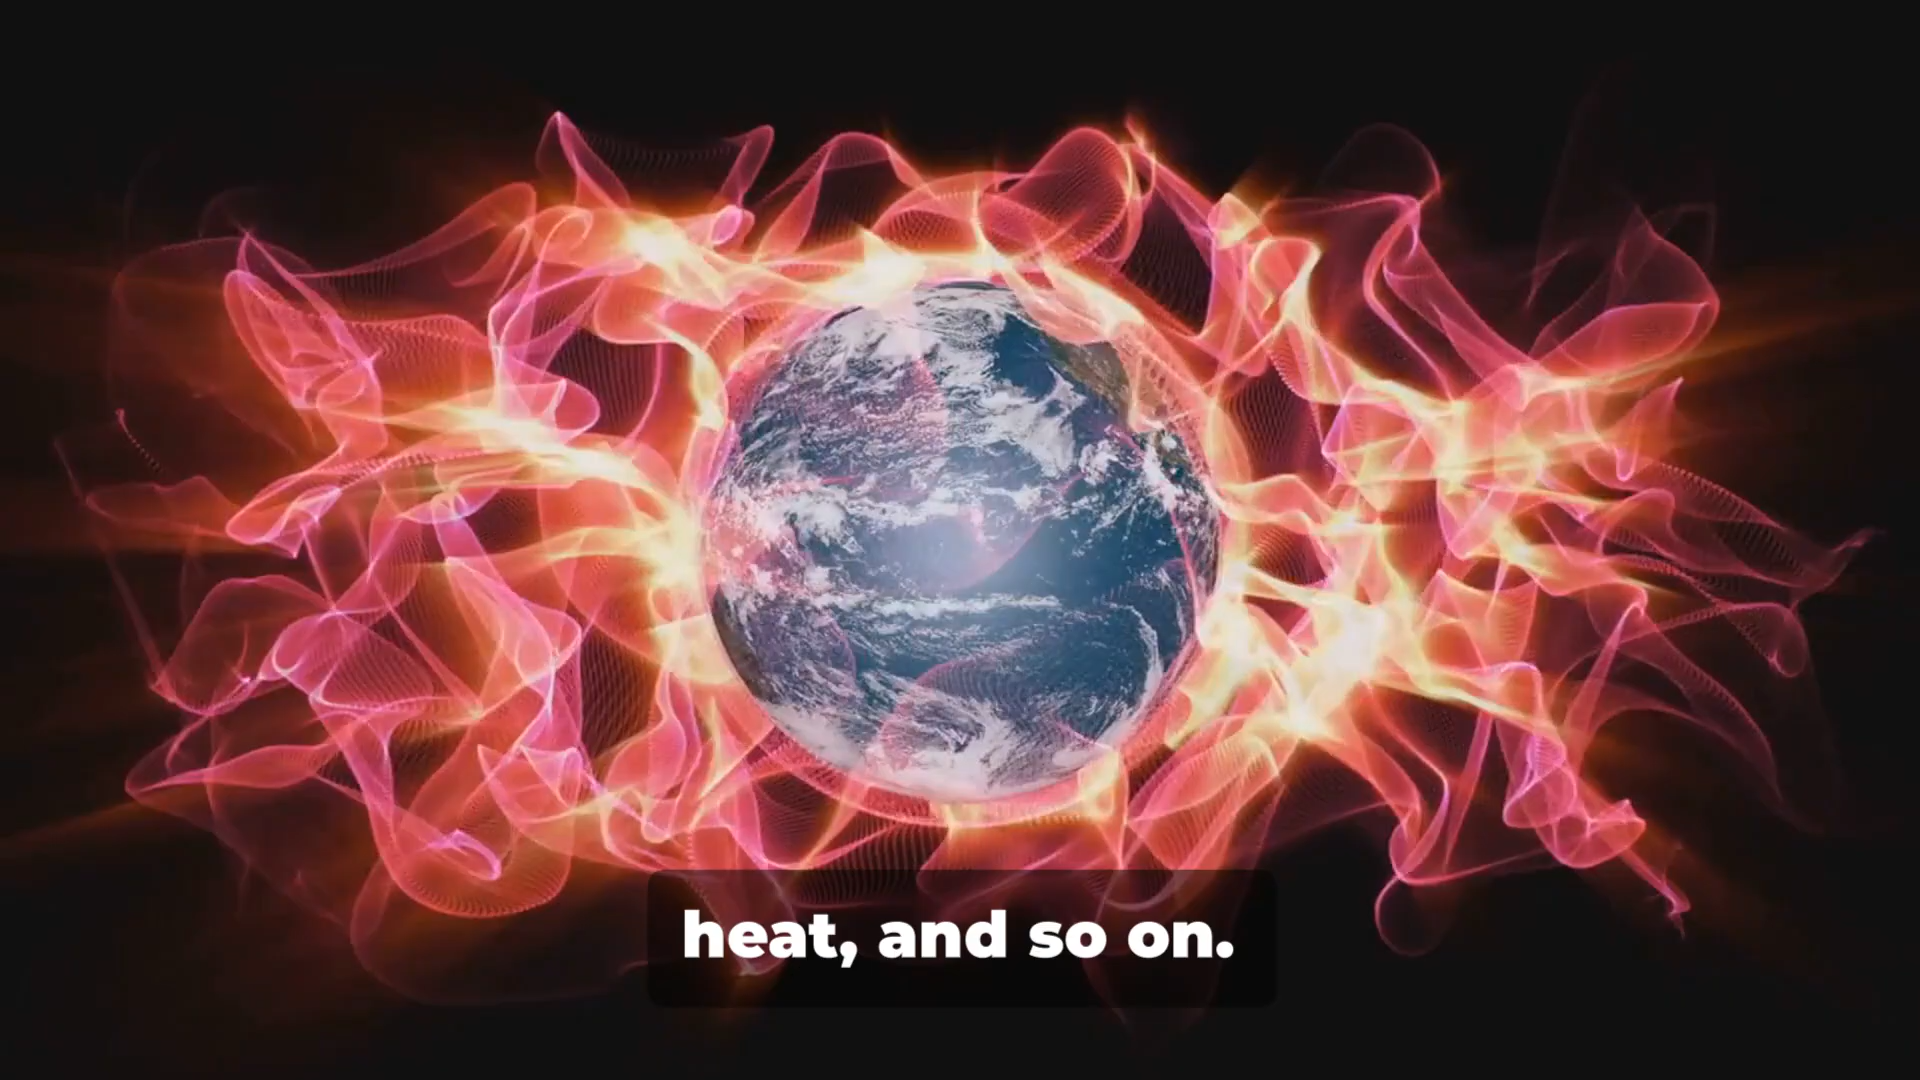 heat, and so on.